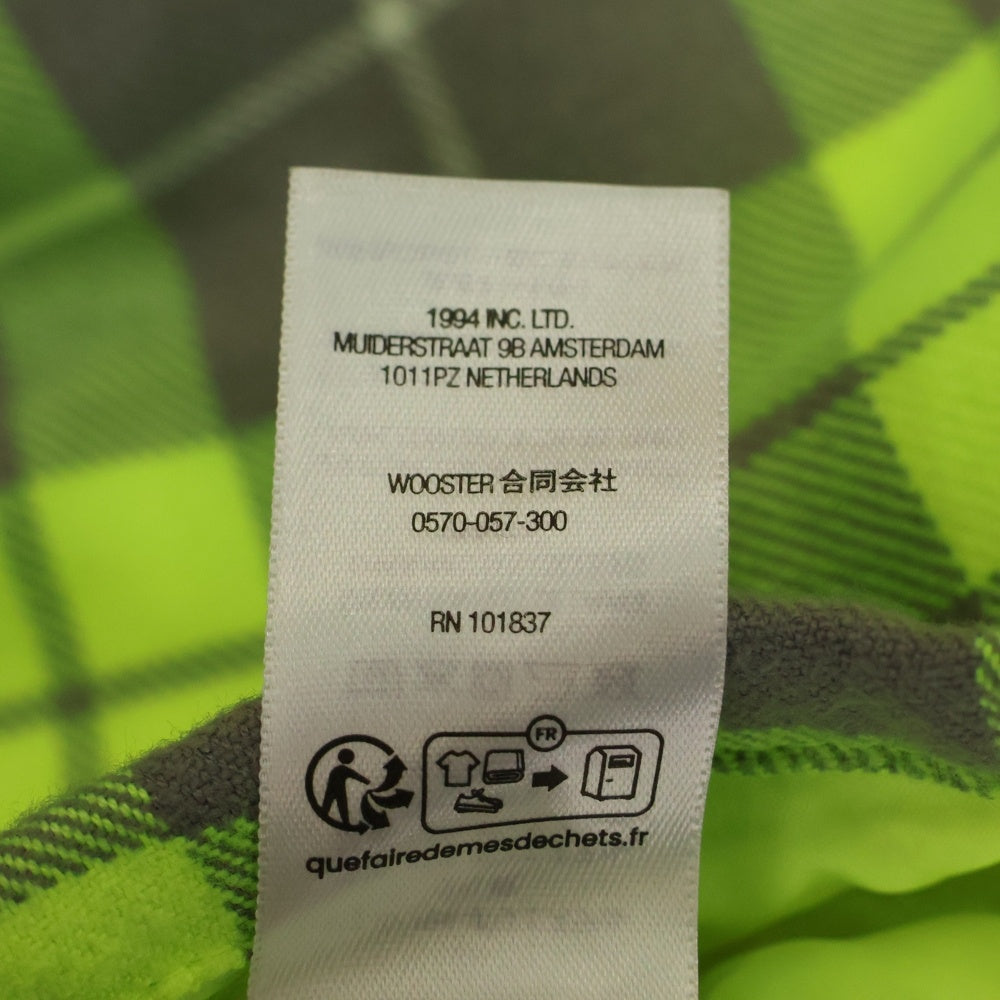 1994 INC. LTD.
MUIDERSTRAAT 9B AMSTERDAM
1011PZ NETHERLANDS
WOOSTER 合同会社
0570-057-300
RN 101837
FR
quefairedemesdechets.fr